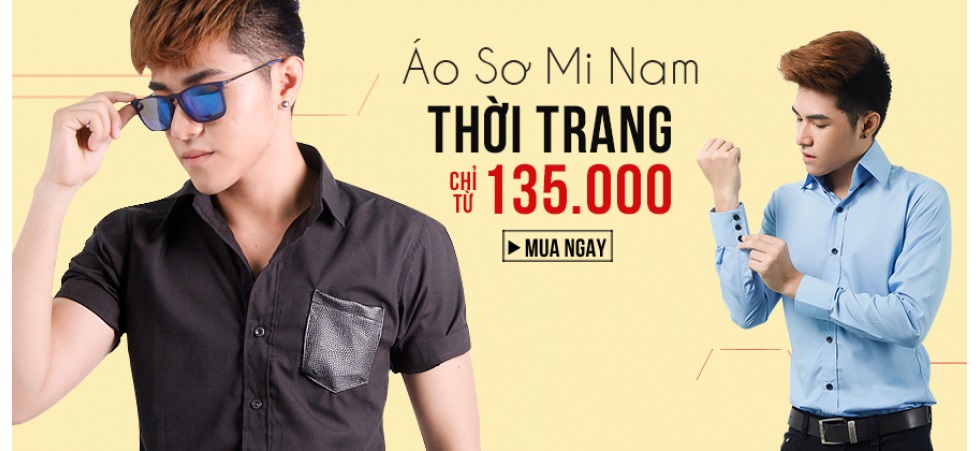 Áo Sơ Mi Nam
THỜI TRANG
CHỈ TỪ 135.000
MUA NGAY